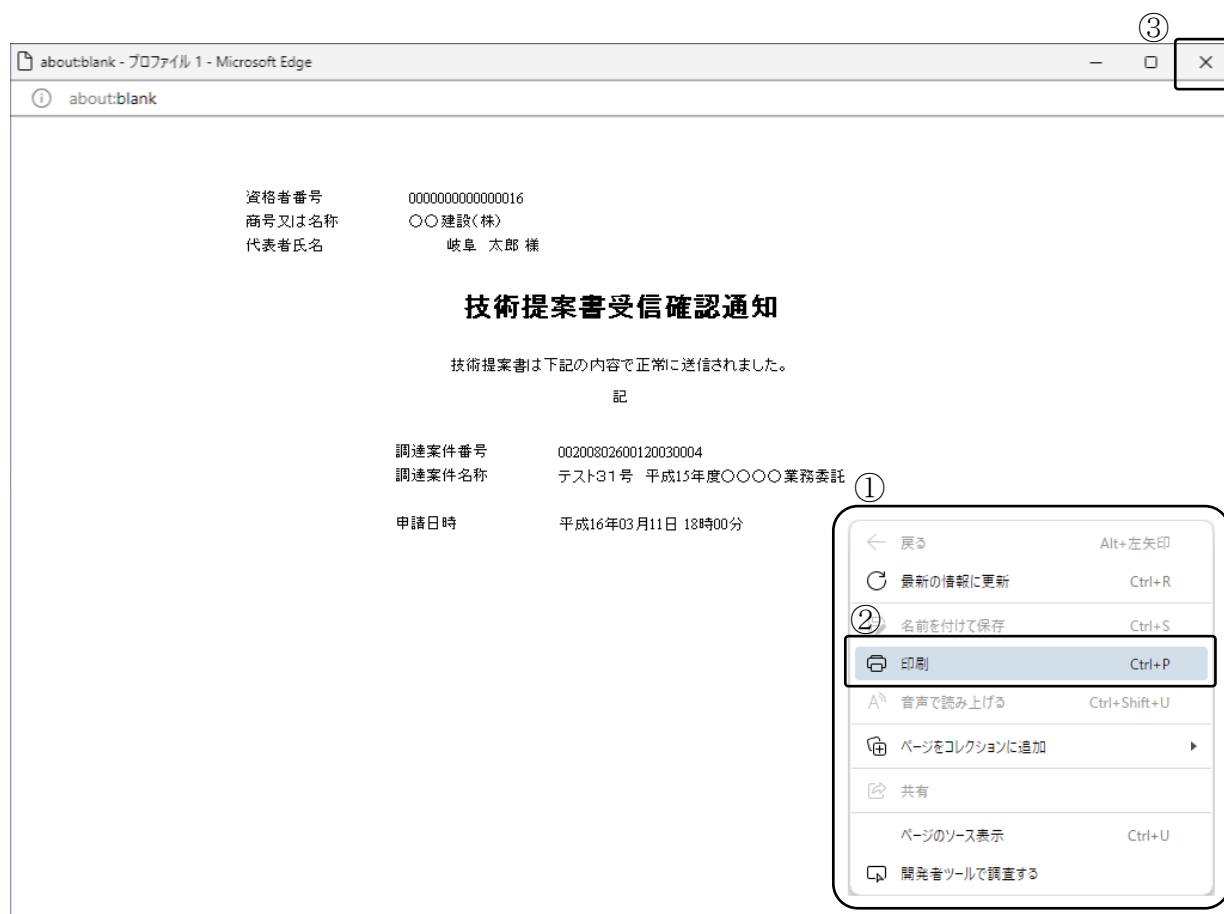 ③
about:blank - プロファイル 1 - Microsoft Edge
about:blank
資格者番号 0000000000000016
商号又は名称 〇〇建設(株)
代表者氏名 岐阜 太郎 様
技術提案書受信確認通知
技術提案書は下記の内容で正常に送信されました。
記
調達案件番号 00200802600120030004
調達案件名称 テスト31号 平成15年度〇〇〇〇業務委託
申請日時 平成16年03月11日 18時00分
①
戻る Alt+左矢印
最新の情報に更新 Ctrl+R
②
名前を付けて保存 Ctrl+S
印刷 Ctrl+P
音声で読み上げる Ctrl+Shift+U
ページをコレクションに追加
共有
ページのソース表示 Ctrl+U
開発者ツールで調査する